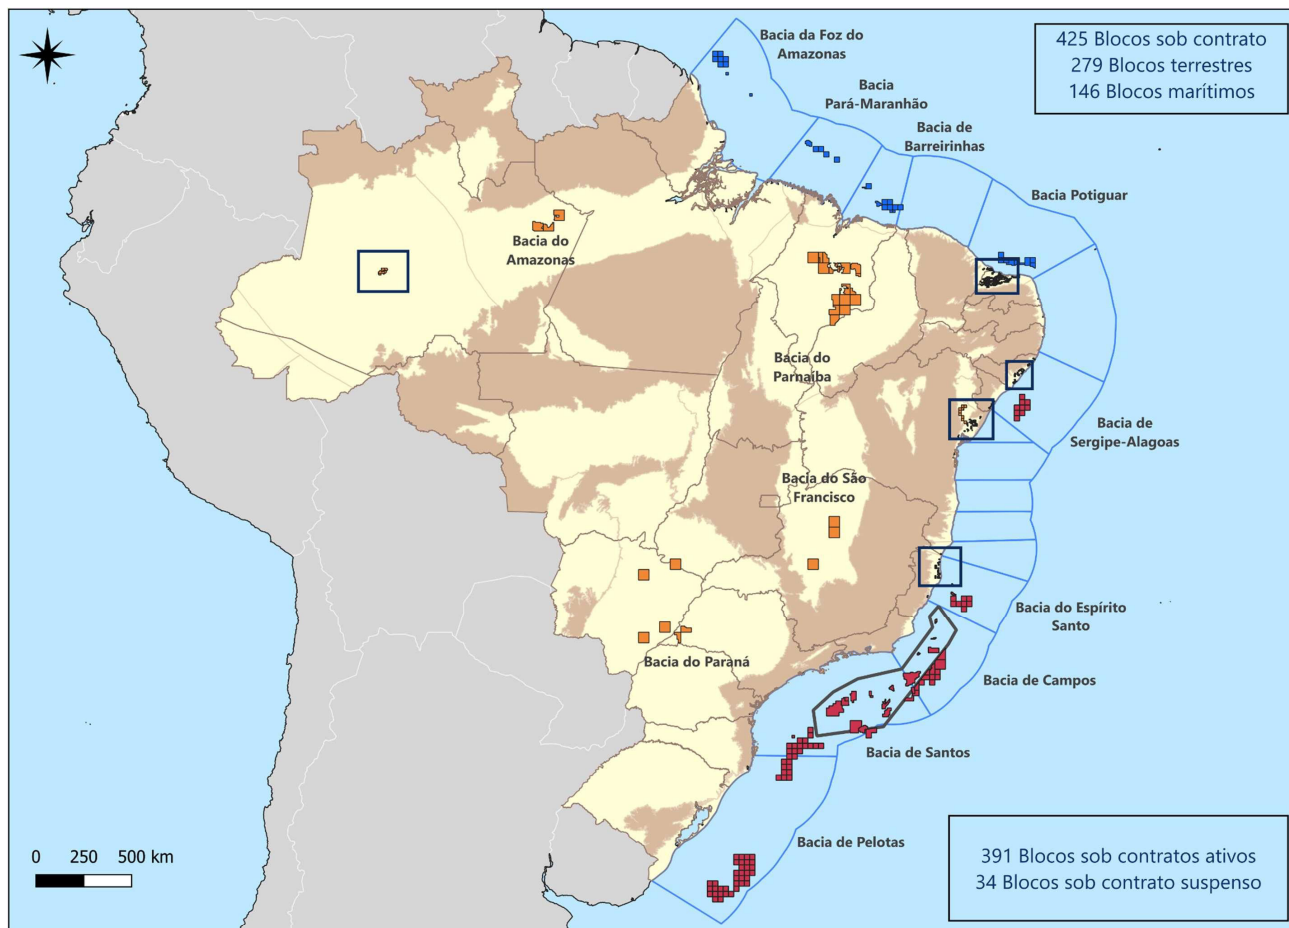 Bacia da Foz do
Amazonas
425 Blocos sob contrato
279 Blocos terrestres
146 Blocos marítimos
Bacia
Pará-Maranhão
Bacia de
Barreirinhas
Bacia Potiguar
Bacia do
Amazonas
Bacia do
Parnaíba
Bacia de
Sergipe-Alagoas
Bacia do São
Francisco
Bacia do Espírito
Santo
Bacia do Paraná
Bacia de Campos
Bacia de Santos
Bacia de Pelotas
0 250 500 km
391 Blocos sob contratos ativos
34 Blocos sob contrato suspenso